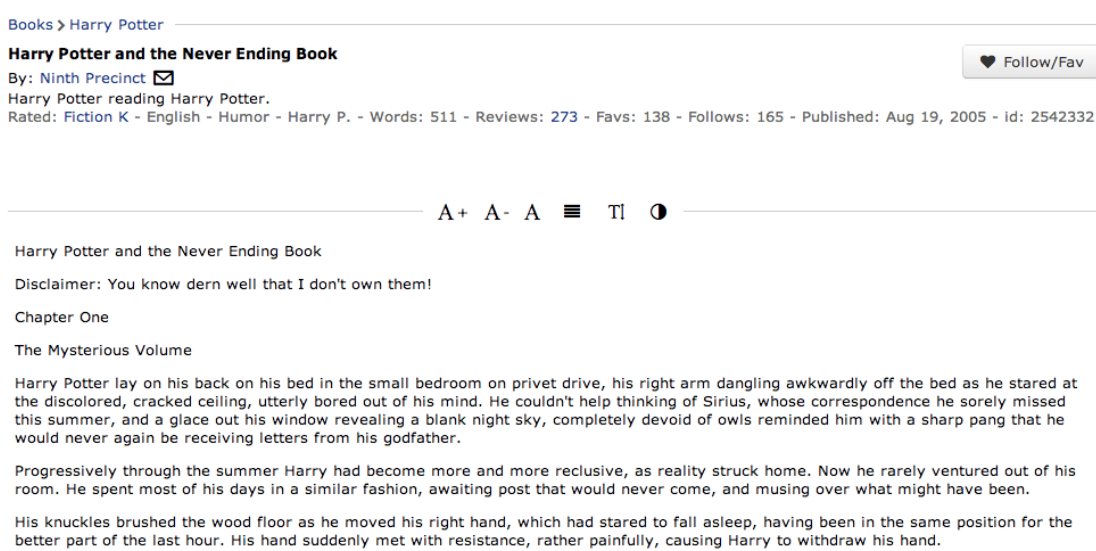 Books > Harry Potter
Harry Potter and the Never Ending Book
Follow/Fav
By: Ninth Precinct
Harry Potter reading Harry Potter.
Rated: Fiction K - English - Humor - Harry P. - Words: 511 - Reviews: 273 - Favs: 138 - Follows: 165 - Published: Aug 19, 2005 - id: 2542332
A+ A- A TI
Harry Potter and the Never Ending Book
Disclaimer: You know dern well that I don't own them!
Chapter One
The Mysterious Volume
Harry Potter lay on his back on his bed in the small bedroom on privet drive, his right arm dangling awkwardly off the bed as he stared at
the discolored, cracked ceiling, utterly bored out of his mind. He couldn't help thinking of Sirius, whose correspondence he sorely missed
this summer, and a glace out his window revealing a blank night sky, completely devoid of owls reminded him with a sharp pang that he
would never again be receiving letters from his godfather.
Progressively through the summer Harry had become more and more reclusive, as reality struck home. Now he rarely ventured out of his
room. He spent most of his days in a similar fashion, awaiting post that would never come, and musing over what might have been.
His knuckles brushed the wood floor as he moved his right hand, which had stared to fall asleep, having been in the same position for the
better part of the last hour. His hand suddenly met with resistance, rather painfully, causing Harry to withdraw his hand.